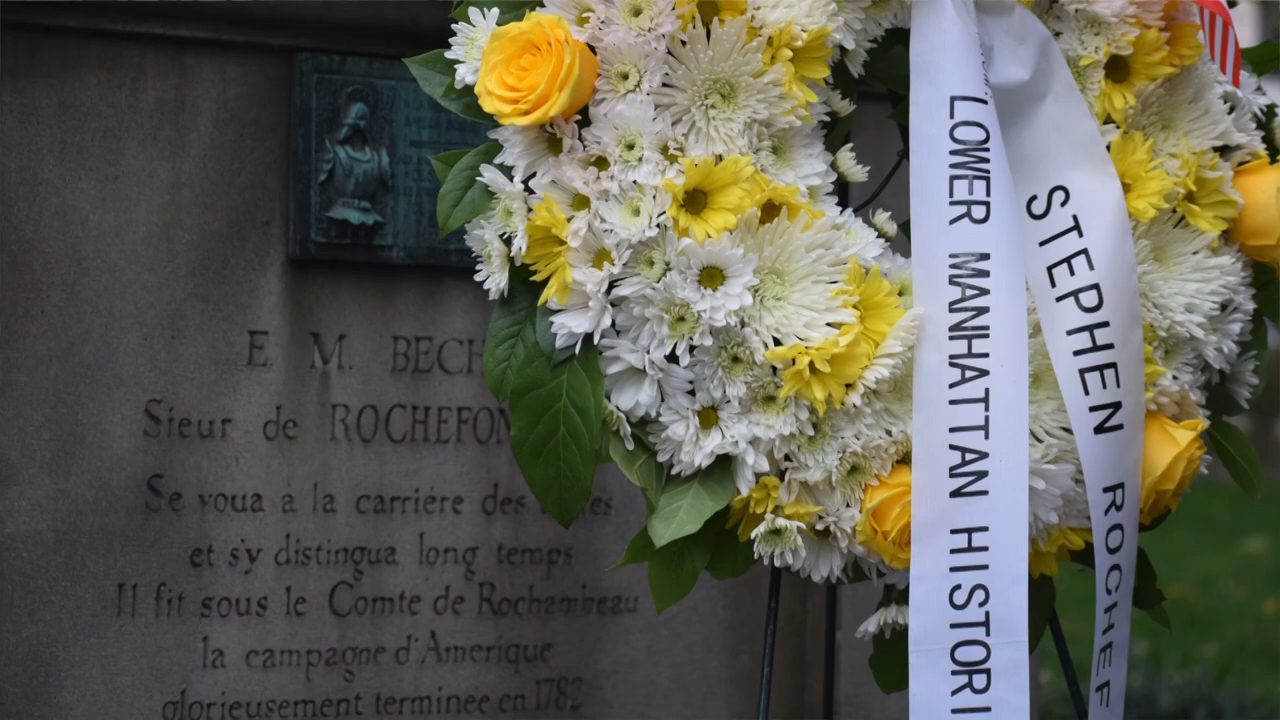 E. M. BECH
Sieur de ROCHEFON
Se voua à la carrière des
et s'y distingua long temps
Il fit sous le Comte de Rochambeau
la campagne d'Amerique
glorieusement terminée en 1782
LOWER MANHATTAN HISTORI
STEPHEN ROCHEF